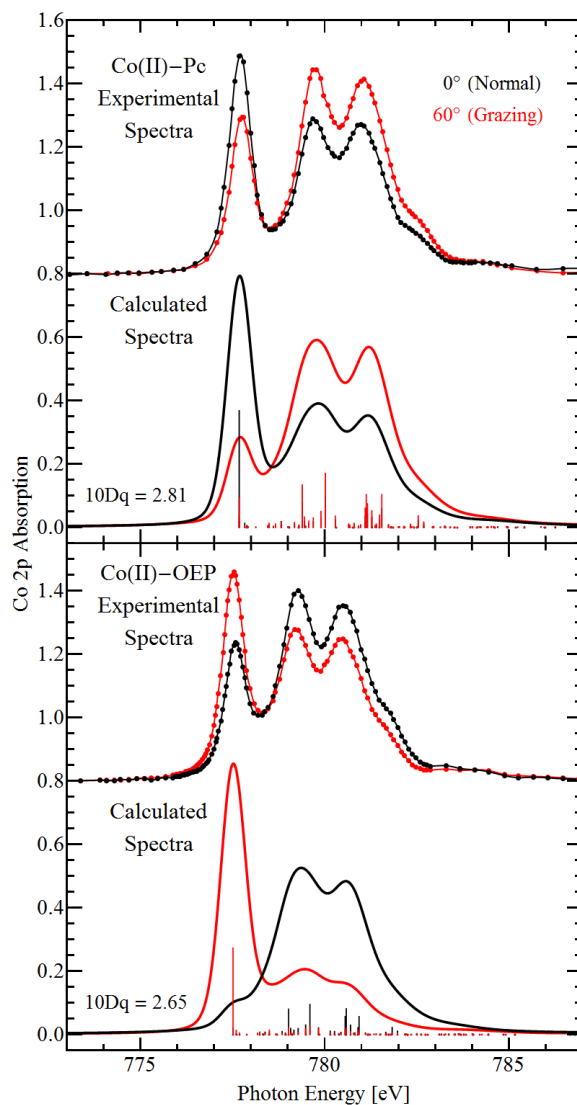 1.6
Co(II)−Pc
0° (Normal)
1.4
Experimental
60° (Grazing)
Spectra
1.2
1.0
0.8
Calculated
Spectra
0.6
0.4
0.2
10Dq = 2.81
0.0
Co 2p Absorption
Co(II)−OEP
1.4
Experimental
Spectra
1.2
1.0
0.8
Calculated
Spectra
0.6
0.4
0.2
10Dq = 2.65
0.0
775 780 785
Photon Energy [eV]